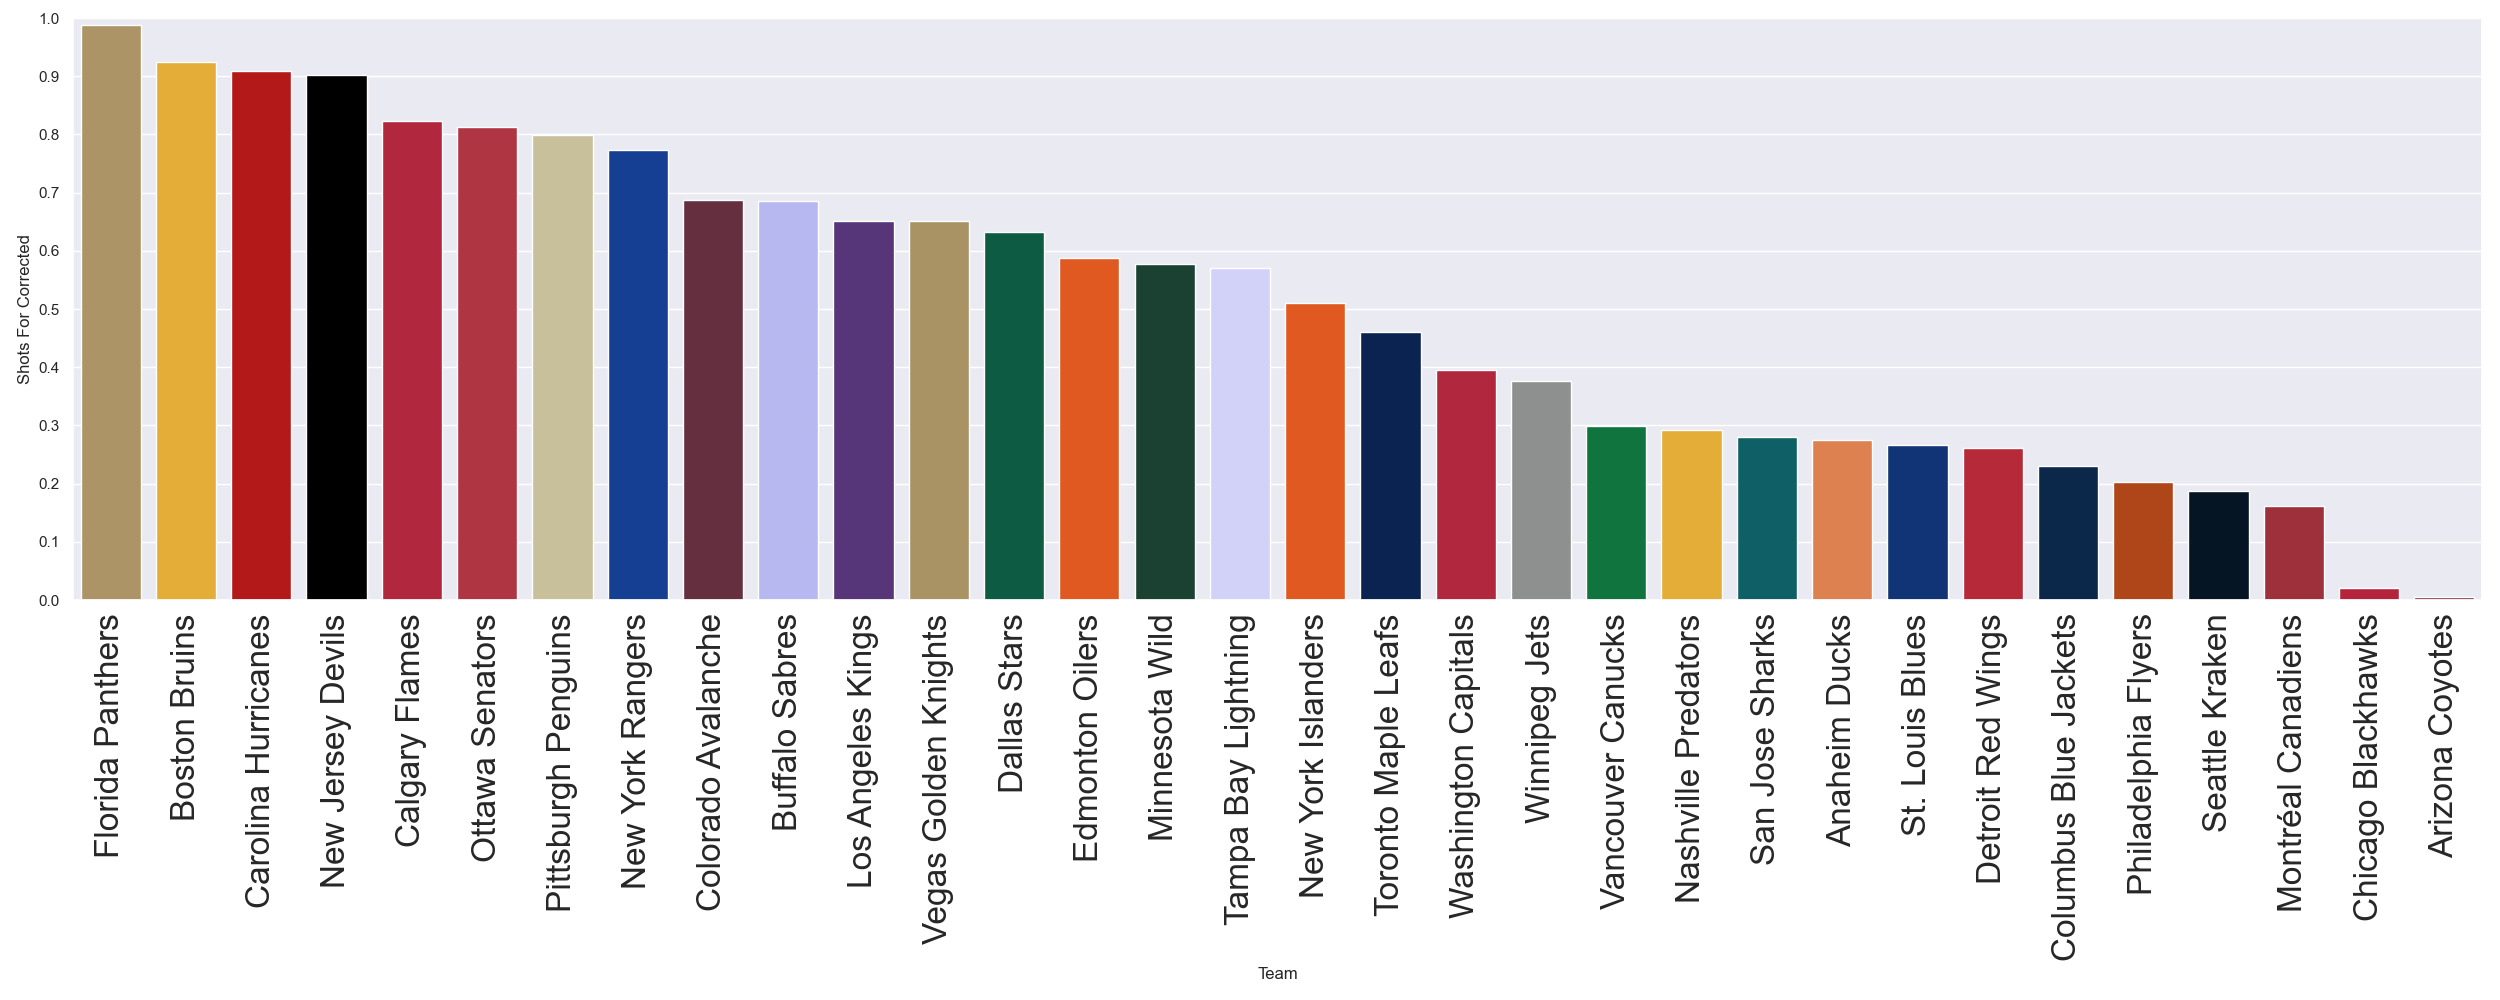 1.0
0.9
0.8
0.7
0.6
0.5
0.4
0.3
0.2
0.1
0.0
Shots For Corrected
Florida Panthers
Boston Bruins
Carolina Hurricanes
New Jersey Devils
Calgary Flames
Ottawa Senators
Pittsburgh Penguins
New York Rangers
Colorado Avalanche
Buffalo Sabres
Los Angeles Kings
Vegas Golden Knights
Dallas Stars
Edmonton Oilers
Minnesota Wild
Tampa Bay Lightning
New York Islanders
Toronto Maple Leafs
Washington Capitals
Winnipeg Jets
Vancouver Canucks
Nashville Predators
San Jose Sharks
Anaheim Ducks
St. Louis Blues
Detroit Red Wings
Columbus Blue Jackets
Philadelphia Flyers
Seattle Kraken
Montréal Canadiens
Chicago Blackhawks
Arizona Coyotes
Team